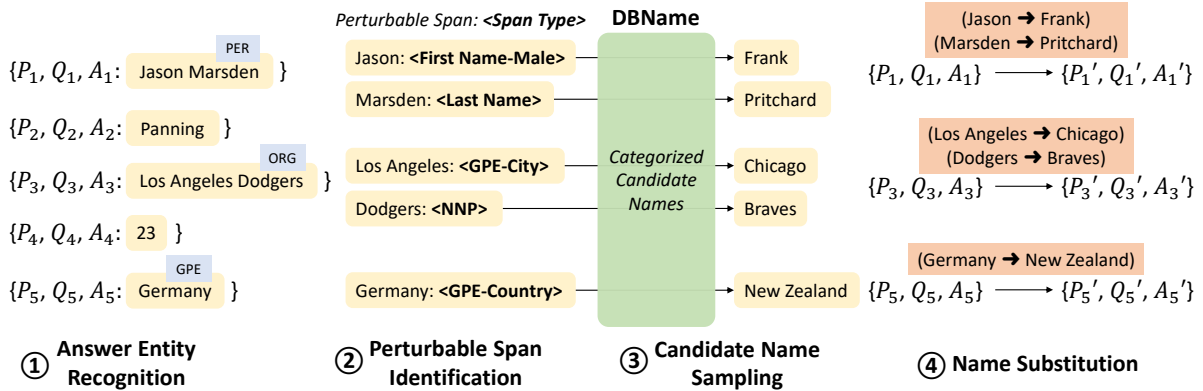 Perturbable Span: <Span Type>
DBName
PER
{P1, Q1, A1: Jason Marsden }
{P2, Q2, A2: Panning }
ORG
{P3, Q3, A3: Los Angeles Dodgers }
{P4, Q4, A4: 23 }
GPE
{P5, Q5, A5: Germany }
① Answer Entity
Recognition
Jason: <First Name-Male>
Marsden: <Last Name>
Los Angeles: <GPE-City>
Dodgers: <NNP>
Germany: <GPE-Country>
② Perturbable Span
Identification
Categorized
Candidate
Names
Frank
Pritchard
Chicago
Braves
New Zealand
③ Candidate Name
Sampling
(Jason ➜ Frank)
(Marsden ➜ Pritchard)
{P1, Q1, A1} → {P1′, Q1′, A1′}
(Los Angeles ➜ Chicago)
(Dodgers ➜ Braves)
{P3, Q3, A3} → {P3′, Q3′, A3′}
(Germany ➜ New Zealand)
{P5, Q5, A5} → {P5′, Q5′, A5′}
④ Name Substitution